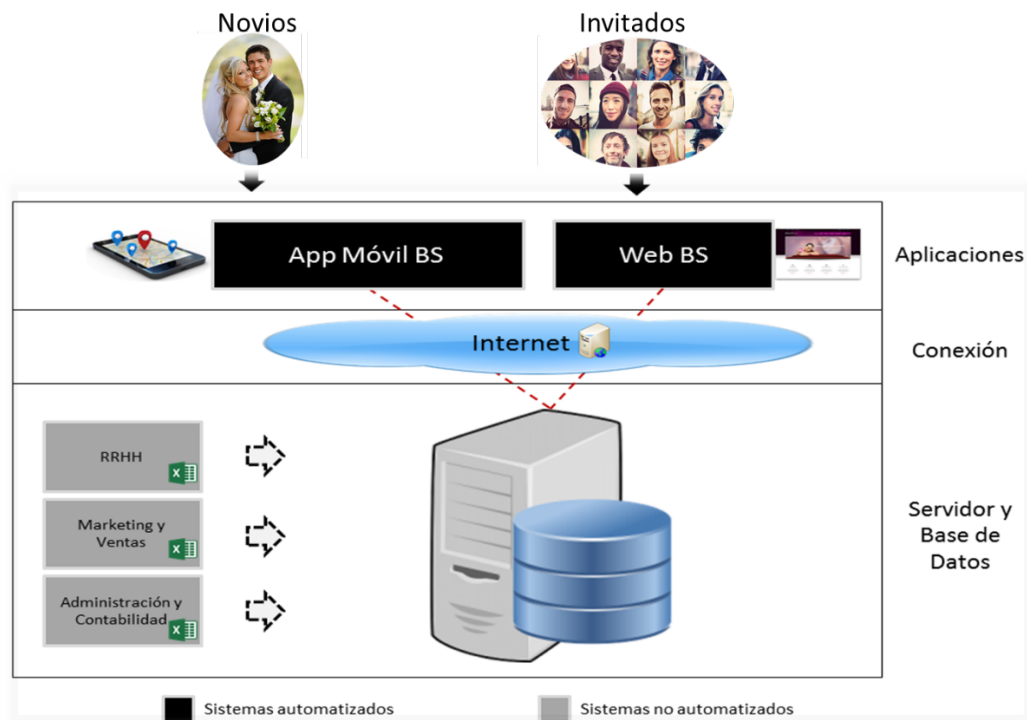 Novios
Invitados
App Móvil BS
Web BS
Aplicaciones
Internet
Conexión
RRHH
Marketing y
Ventas
Administración y
Contabilidad
Servidor y
Base de
Datos
Sistemas automatizados
Sistemas no automatizados